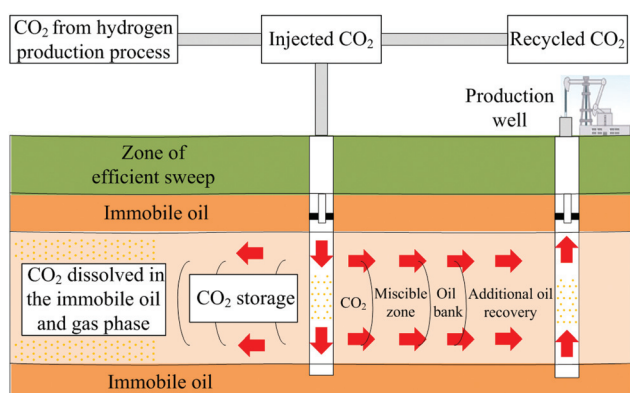 CO₂ from hydrogen
production process
Injected CO₂
Recycled CO₂
Production
well
Zone of
efficient sweep
Immobile oil
CO₂ dissolved in
the immobile oil
and gas phase
CO₂ storage
CO₂
Miscible
zone
Oil
bank
Additional oil
recovery
Immobile oil